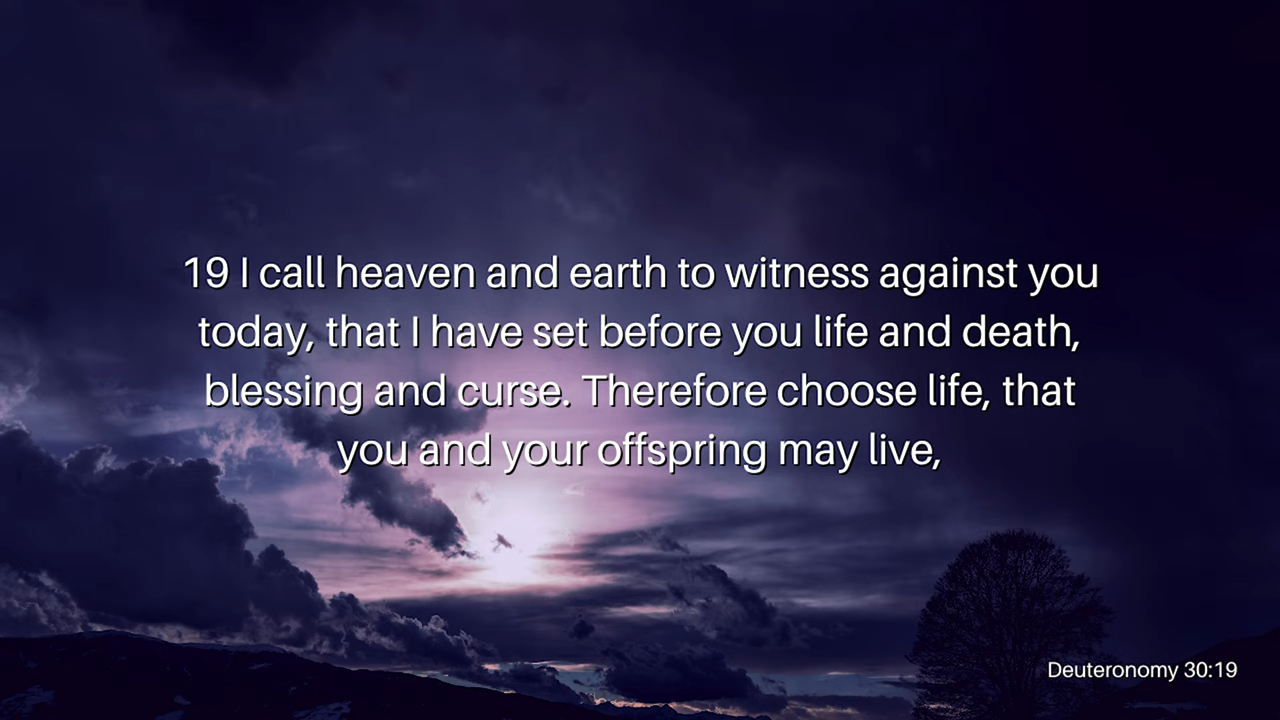 19 I call heaven and earth to witness against you
today, that I have set before you life and death,
blessing and curse. Therefore choose life, that
you and your offspring may live,
Deuteronomy 30:19